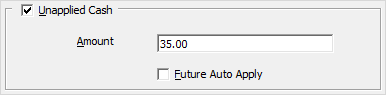 Unapplied Cash
Amount 35.00
Future Auto Apply